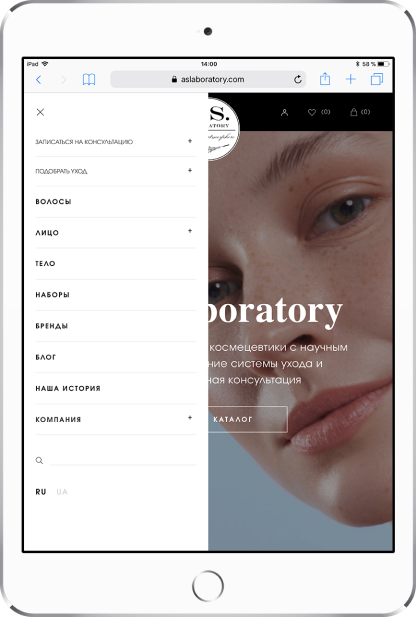 iPad 14:00 58 %
aslaboratory.com
S.
(0) (0)
ЗАПИСАТЬСЯ НА КОНСУЛЬТАЦИЮ +
ПОДОБРАТЬ УХОД +
ВОЛОСЫ
ЛИЦО +
ТЕЛО
НАБОРЫ
БРЕНДЫ
БЛОГ
НАША ИСТОРИЯ
КОМПАНИЯ +
RU UA
boratory
космецевтики с научным
ние системы ухода и
ная консультация
КАТАЛОГ